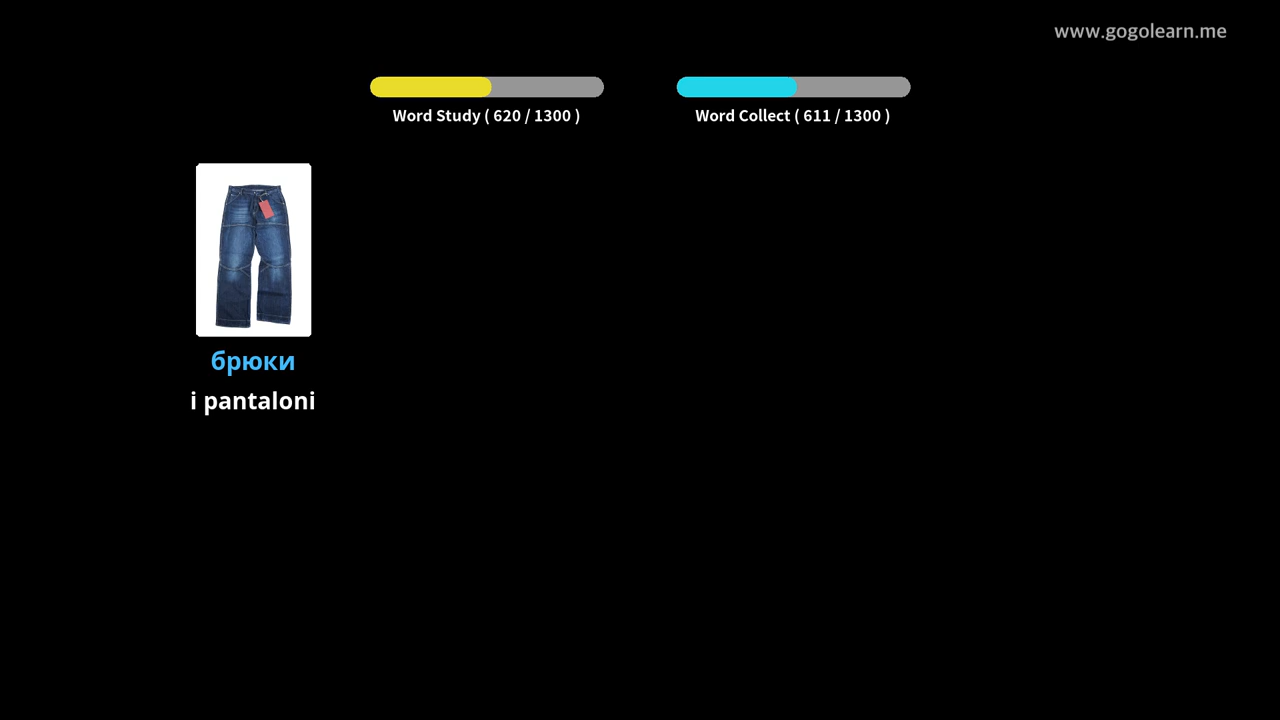 www.gogolearn.me
Word Study ( 620 / 1300 )
Word Collect ( 611 / 1300 )
брюки
i pantaloni